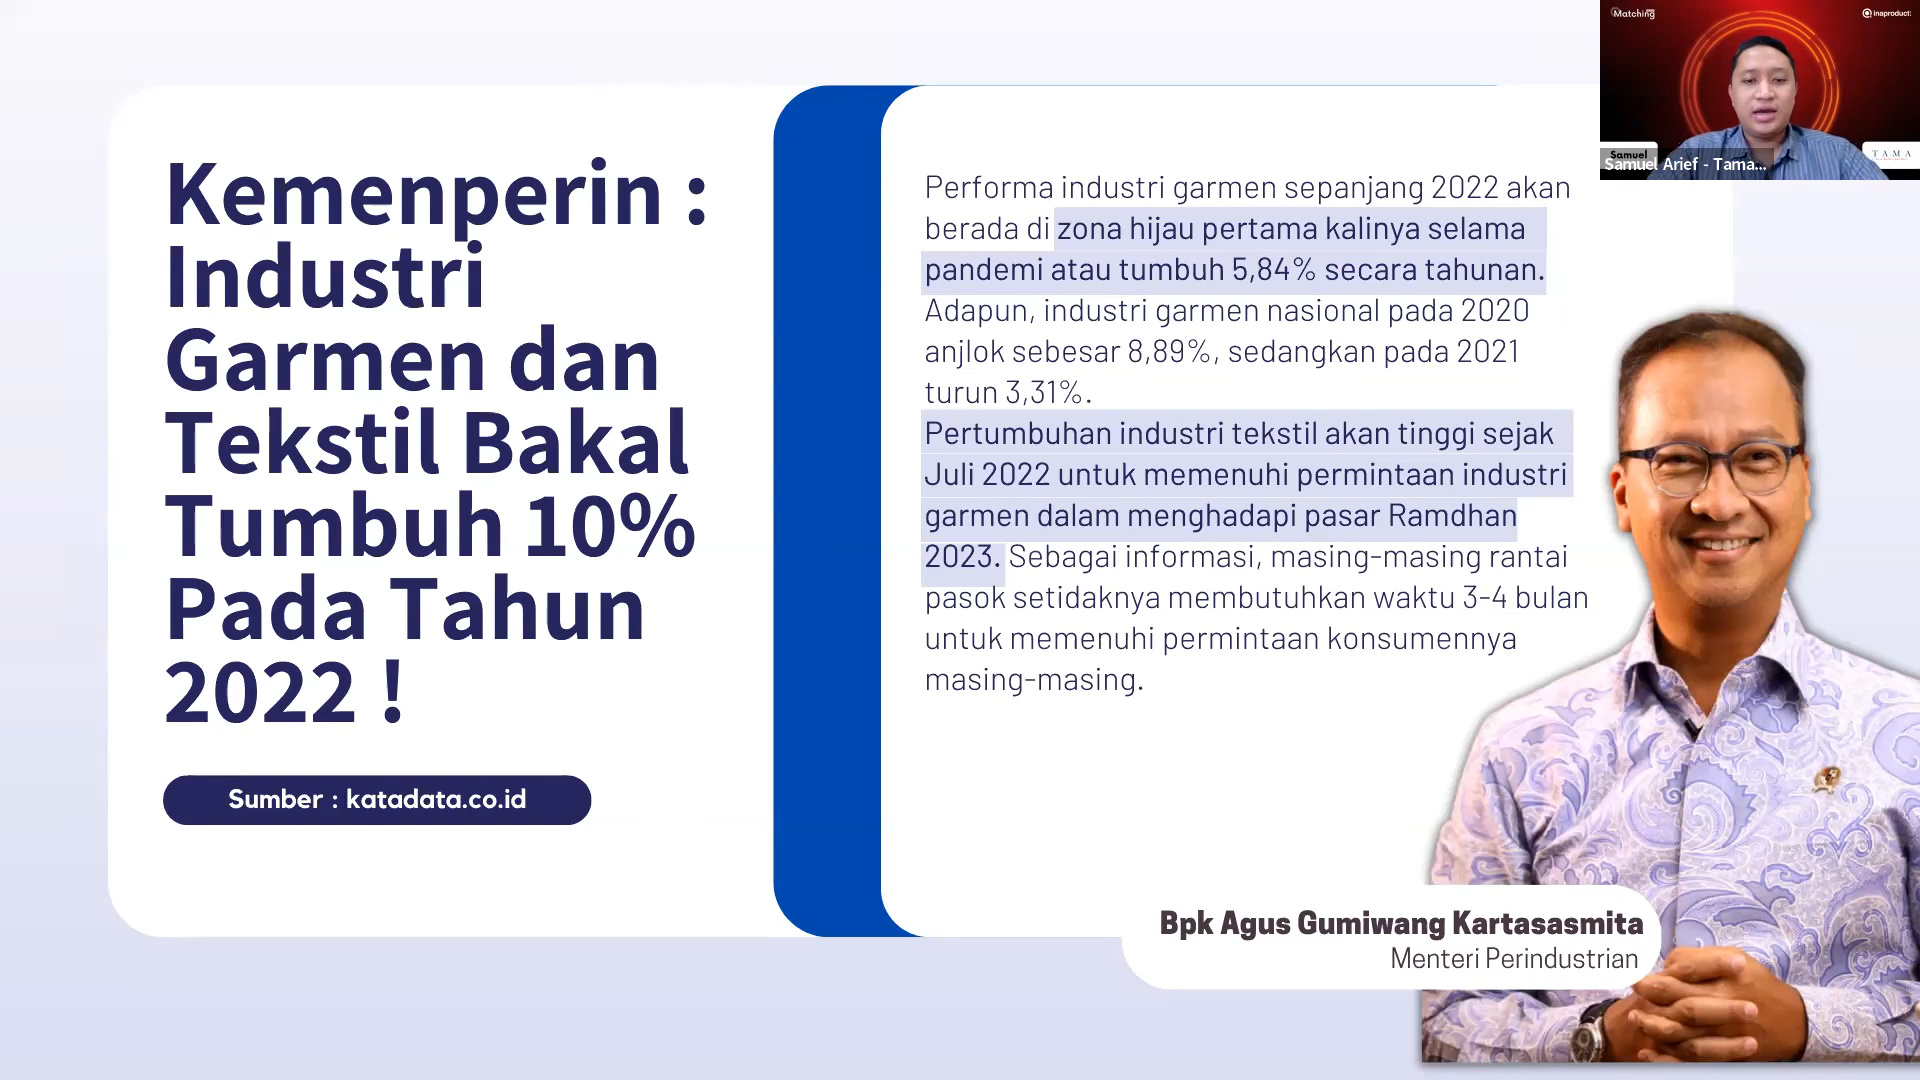 Kemenperin :
Industri
Garmen dan
Tekstil Bakal
Tumbuh 10%
Pada Tahun
2022 !
Sumber : katadata.co.id
Performa industri garmen sepanjang 2022 akan
berada di zona hijau pertama kalinya selama
pandemi atau tumbuh 5,84% secara tahunan.
Adapun, industri garmen nasional pada 2020
anjlok sebesar 8,89%, sedangkan pada 2021
turun 3,31%.
Pertumbuhan industri tekstil akan tinggi sejak
Juli 2022 untuk memenuhi permintaan industri
garmen dalam menghadapi pasar Ramdhan
2023. Sebagai informasi, masing-masing rantai
pasok setidaknya membutuhkan waktu 3-4 bulan
untuk memenuhi permintaan konsumennya
masing-masing.
Bpk Agus Gumiwang Kartasasmita
Menteri Perindustrian
Matching
inaproduct
Samuel
Samuel Arief - Tama...
TAMA